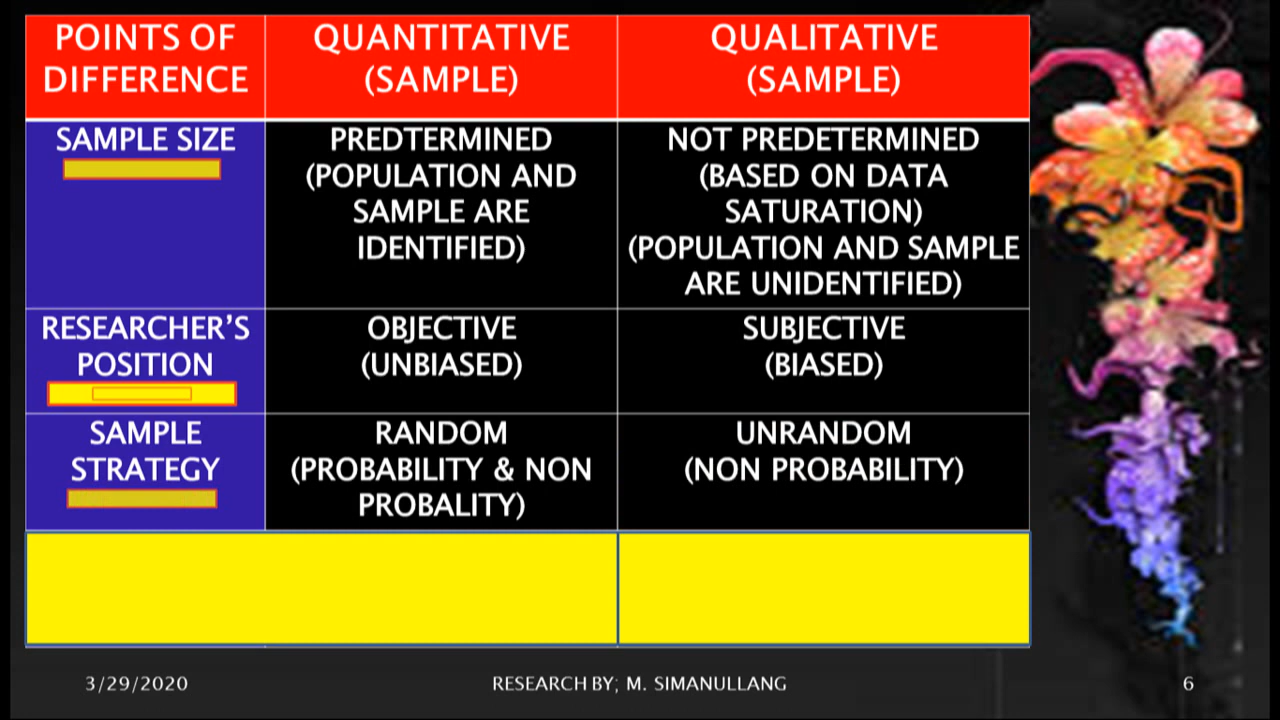 POINTS OF
DIFFERENCE
QUANTITATIVE
(SAMPLE)
QUALITATIVE
(SAMPLE)
SAMPLE SIZE
PREDTERMINED
(POPULATION AND
SAMPLE ARE
IDENTIFIED)
NOT PREDETERMINED
(BASED ON DATA
SATURATION)
(POPULATION AND SAMPLE
ARE UNIDENTIFIED)
RESEARCHER'S
POSITION
OBJECTIVE
(UNBIASED)
SUBJECTIVE
(BIASED)
SAMPLE
STRATEGY
RANDOM
(PROBABILITY & NON
PROBALITY)
UNRANDOM
(NON PROBABILITY)
3/29/2020
RESEARCH BY; M. SIMANULLANG
6